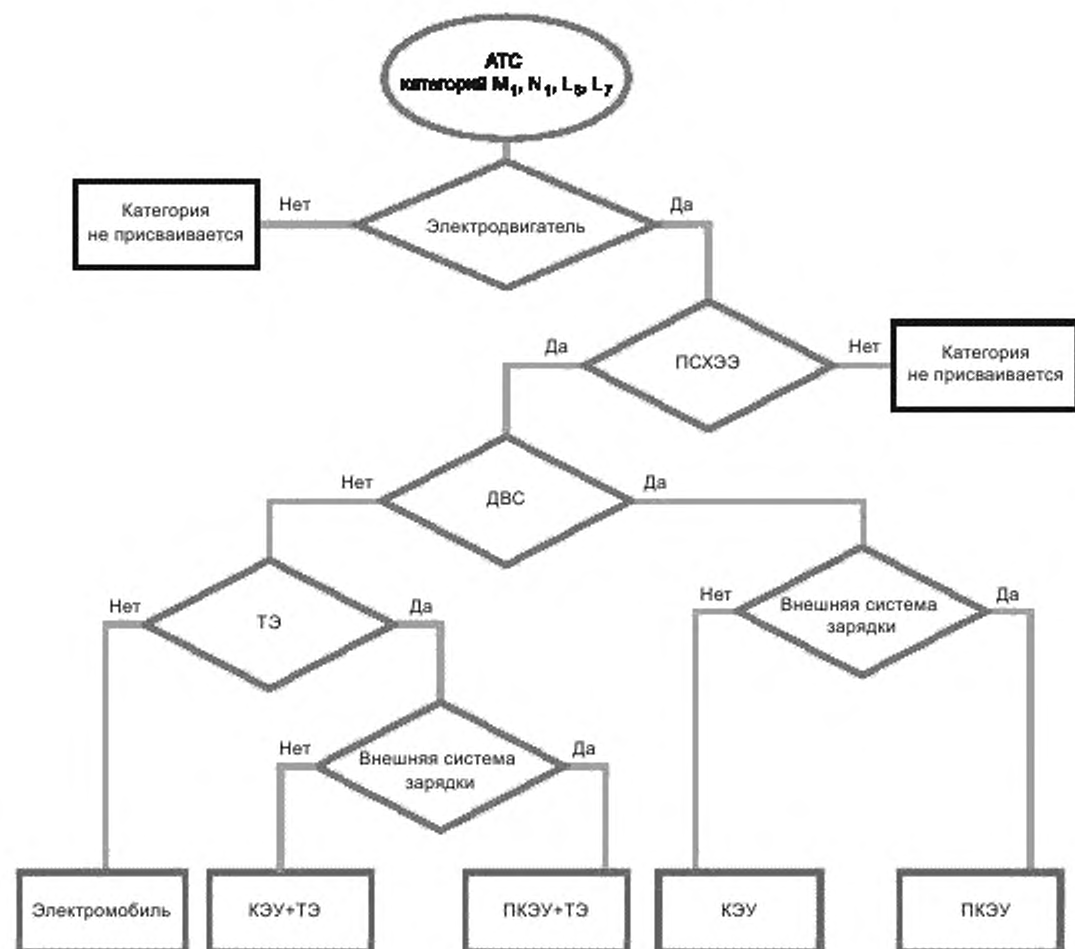 АТС
категорий M1, N1, L5, L7
Нет
Да
Категория
не присваивается
Электродвигатель
Да
Нет
ПСХЭЭ
Категория
не присваивается
Нет
Да
ДВС
Нет
Да
ТЭ
Нет
Да
Внешняя система
зарядки
Нет
Да
Внешняя система
зарядки
Электромобиль
КЭУ+ТЭ
ПКЭУ+ТЭ
КЭУ
ПКЭУ